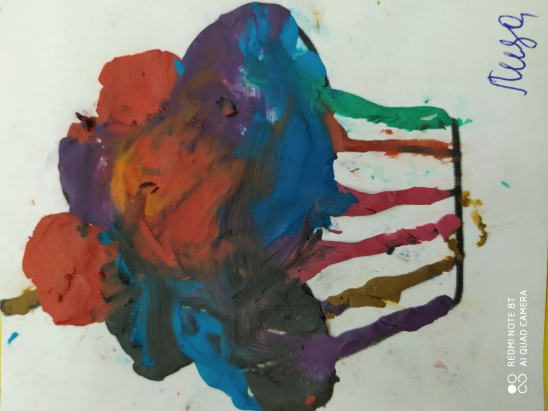 Лиза
REDMI NOTE 8T
AI QUAD CAMERA